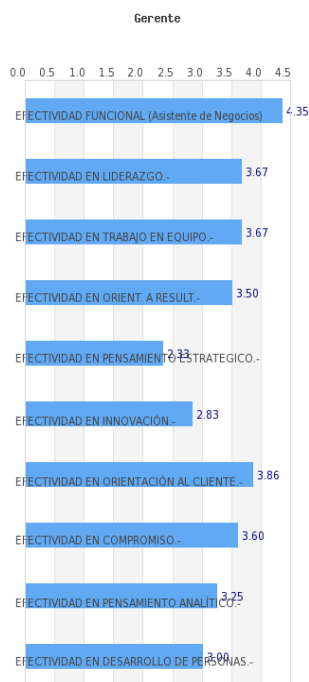 Gerente
0.0 0.5 1.0 1.5 2.0 2.5 3.0 3.5 4.0 4.5
EFECTIVIDAD FUNCIONAL (Asistente de Negocios) 4.35
EFECTIVIDAD EN LIDERAZGO.- 3.67
EFECTIVIDAD EN TRABAJO EN EQUIPO.- 3.67
EFECTIVIDAD EN ORIENT. A RESULT.- 3.50
EFECTIVIDAD EN PENSAMIENTO ESTRATEGICO.- 2.33
EFECTIVIDAD EN INNOVACIÓN.- 2.83
EFECTIVIDAD EN ORIENTACIÓN AL CLIENTE.- 3.86
EFECTIVIDAD EN COMPROMISO.- 3.60
EFECTIVIDAD EN PENSAMIENTO ANALÍTICO.- 3.25
EFECTIVIDAD EN DESARROLLO DE PERSONAS.- 3.00